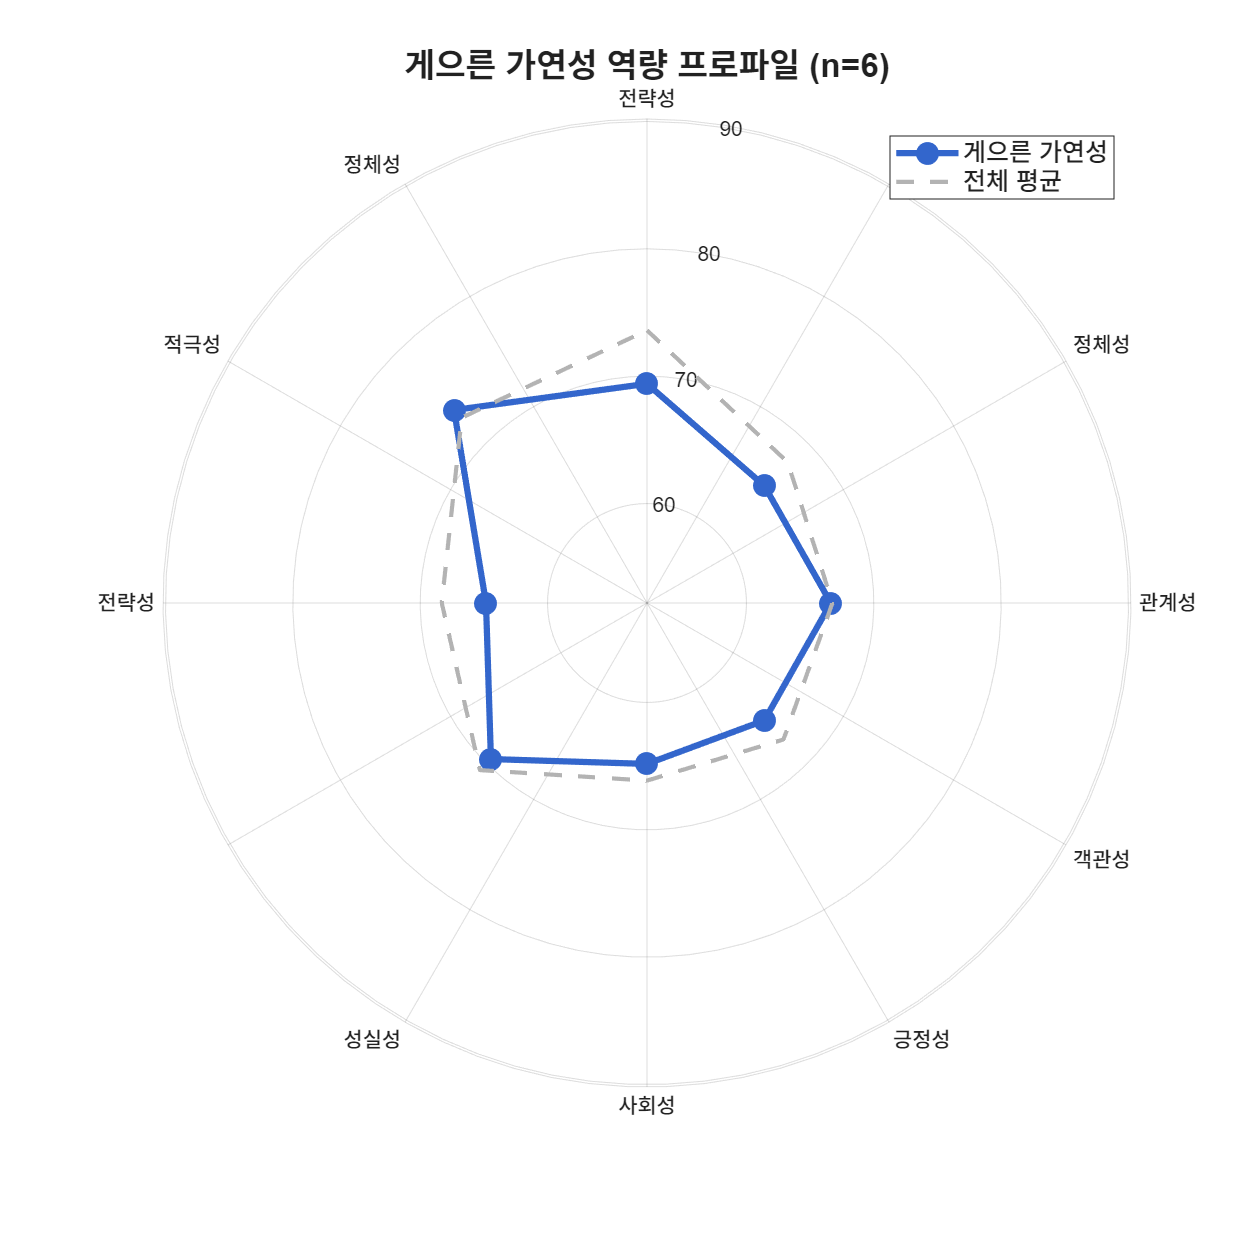 게으른 가연성 역량 프로파일 (n=6)
전략성
90
정체성
게으른 가연성
전체 평균
80
적극성
정체성
70
60
전략성
관계성
객관성
성실성
긍정성
사회성